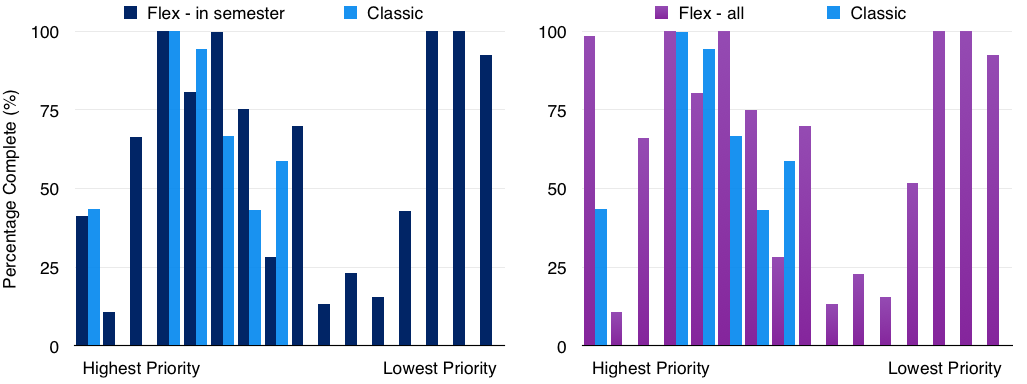 Flex - in semester Classic
Percentage Complete (%)
100
75
50
25
0
Highest Priority Lowest Priority
Flex - all Classic
100
75
50
25
0
Highest Priority Lowest Priority